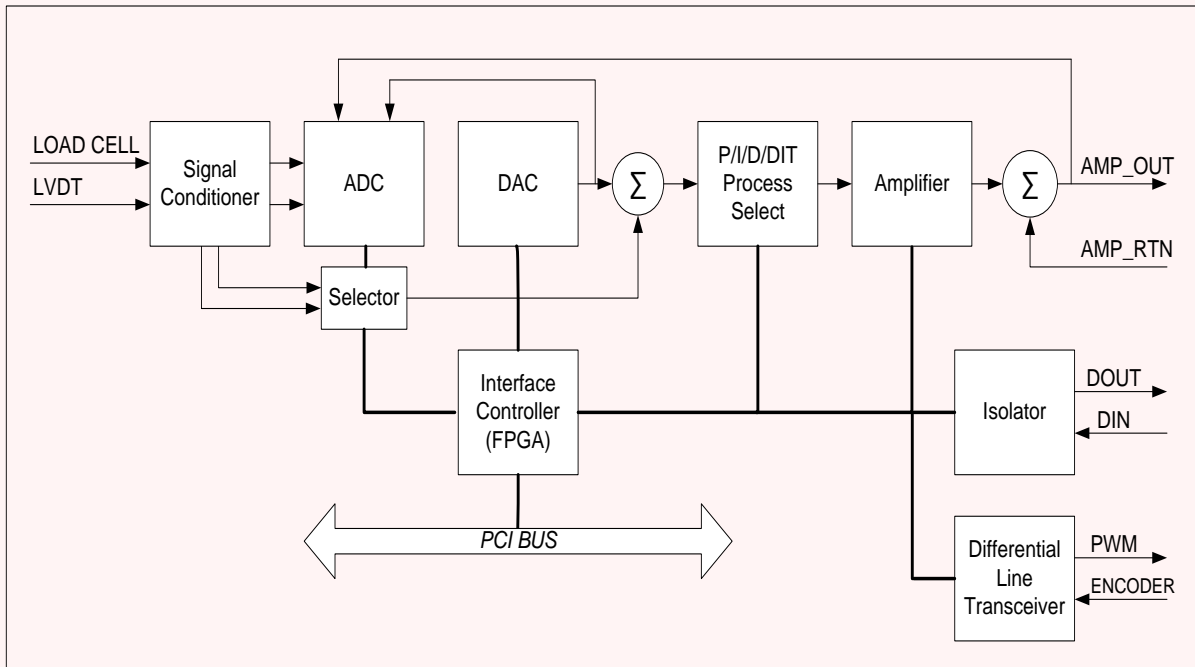 LOAD CELL
LVDT
Signal
Conditioner
ADC
DAC
Σ
P/I/D/DIT
Process
Select
Amplifier
Σ
AMP_OUT
AMP_RTN
Selector
Interface
Controller
(FPGA)
Isolator
DOUT
DIN
PCI BUS
Differential
Line
Transceiver
PWM
ENCODER